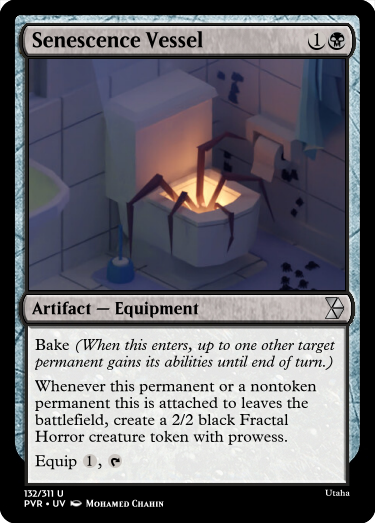 Senescence Vessel 1
Artifact — Equipment
Bake (When this enters, up to one other target
permanent gains its abilities until end of turn.)
Whenever this permanent or a nontoken
permanent this is attached to leaves the
battlefield, create a 2/2 black Fractal
Horror creature token with prowess.
Equip 1,
132/311 U
PVR • UV Mohamed Chahin
Utaha